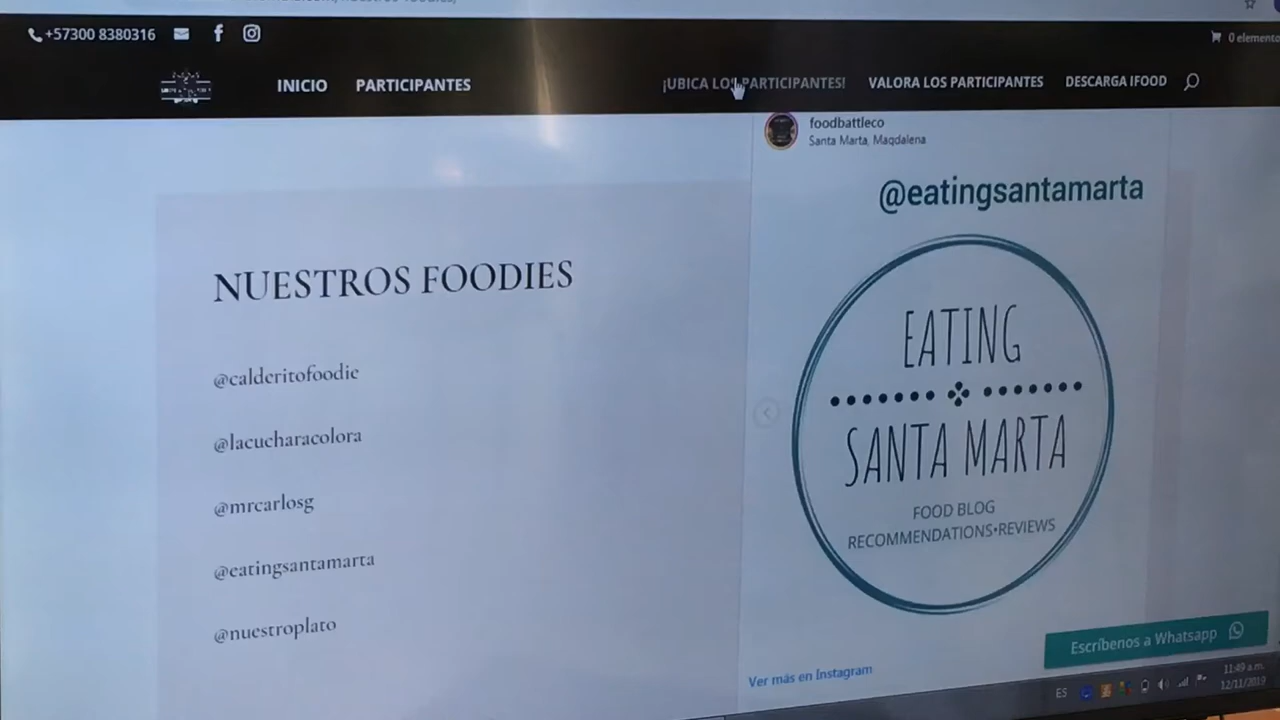 +57300 8380316
0 elemento
INICIO
PARTICIPANTES
¡UBICA LOS PARTICIPANTES!
VALORA LOS PARTICIPANTES
DESCARGA IFOOD
foodbattleco
Santa Marta, Magdalena
@eatingsantamarta
NUESTROS FOODIES
@calderitofoodie
@lacucharacolora
@mrcarlosg
@eatingsantamarta
@nuestroplato
EATING
SANTA MARTA
FOOD BLOG
RECOMMENDATIONS•REVIEWS
Ver más en Instagram
Escríbenos a Whatsapp
ES
11:49 a.m.
12/11/2019